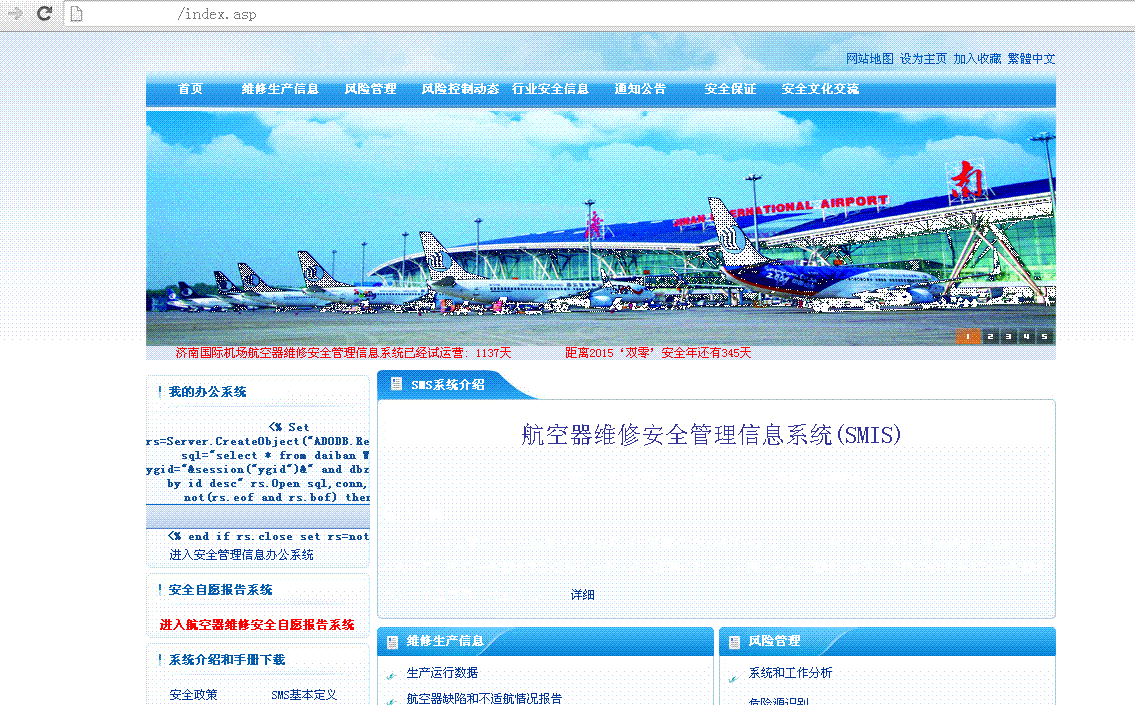 /index.asp
网站地图 设为主页 加入收藏 繁體中文
首页 维修生产信息 风险管理 风险控制动态 行业安全信息 通知公告 安全保证 安全文化交流
南
INTERNATIONAL AIRPORT
1 2 3 4 5
济南国际机场航空器维修安全管理信息系统已经试运营: 1137天 距离2015‘双零’安全年还有345天
我的办公系统
<% Set
rs=Server.CreateObject("ADODB.Re
sql="select * from daiban W
ygid="&session("ygid")&" and dbz
by id desc" rs.Open sql,conn,
not(rs.eof and rs.bof) then
<% end if rs.close set rs=not
进入安全管理信息办公系统
安全自愿报告系统
进入航空器维修安全自愿报告系统
系统介绍和手册下载
安全政策 SMS基本定义
SMS系统介绍
航空器维修安全管理信息系统(SMIS)
详细
维修生产信息
生产运行数据
航空器缺陷和不适航情况报告
风险管理
系统和工作分析
危险源识别